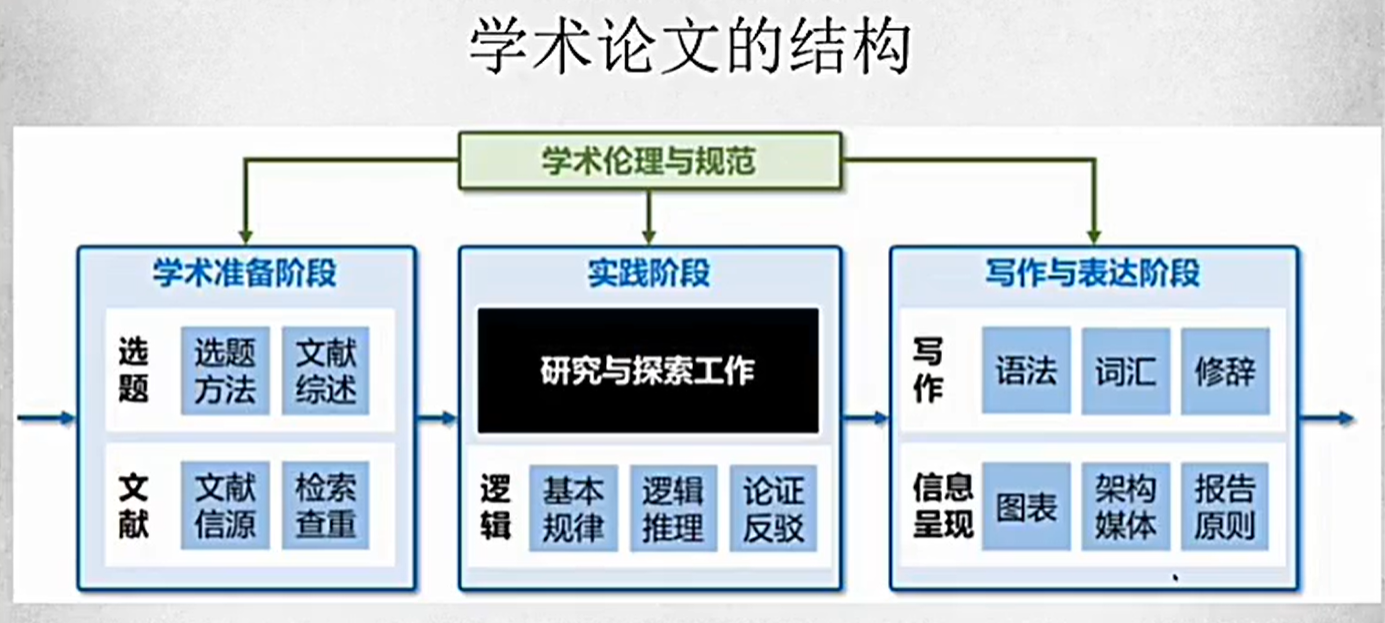 学术论文的结构
学术伦理与规范
学术准备阶段
选
题
选题
方法
文献
综述
文
献
文献
信源
检索
查重
实践阶段
研究与探索工作
逻
辑
基本
规律
逻辑
推理
论证
反驳
写作与表达阶段
写
作
语法
词汇
修辞
信息
呈现
图表
架构
媒体
报告
原则